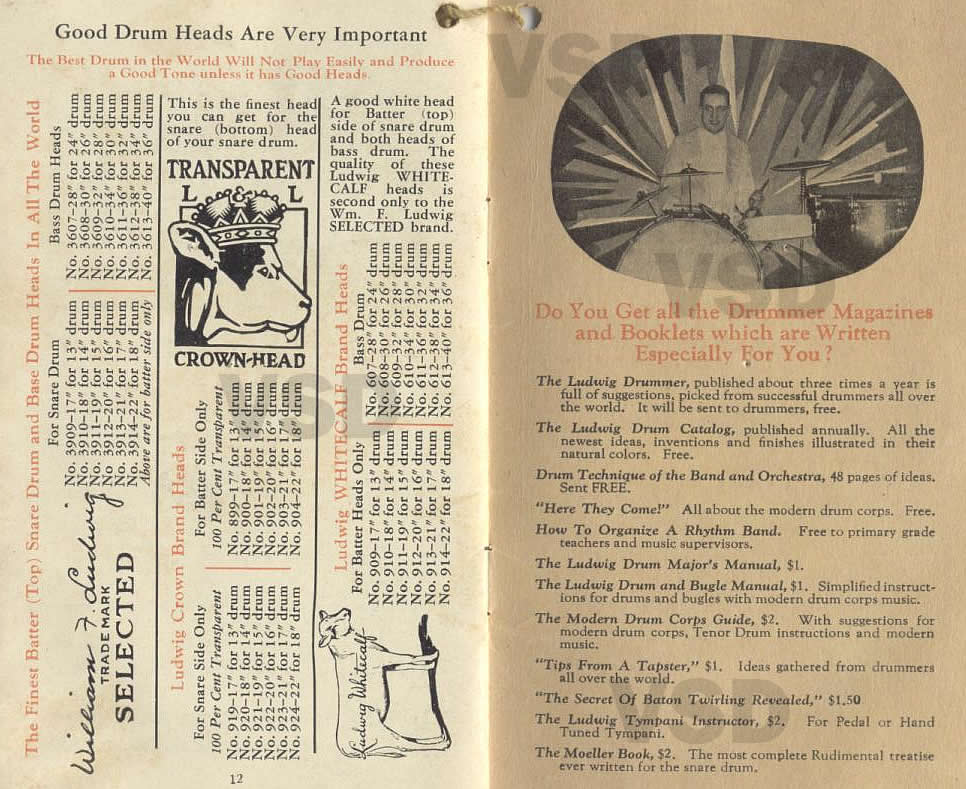 Good Drum Heads Are Very Important
The Best Drum in the World Will Not Play Easily and Produce
a Good Tone unless it has Good Heads.
The Finest Batter (Top) Snare Drum and Base Drum Heads In All The World
William F. Ludwig
TRADE MARK
SELECTED
For Snare Drum
No. 3909-17" for 13" drum
No. 3910-18" for 14" drum
No. 3911-19" for 15" drum
No 3912-20" for 16" drum
No. 3913-21" for 17" drum
No. 3914-22" for 18" drum
Above are for batter side only
Bass Drum Heads
No. 3607-28" for 24" drum
No. 3608-30" for 26" drum
No. 3609-32" for 28" drum
No. 3610-34" for 30" drum
No. 3611-36" for 32" drum
No. 3612-38" for 34" drum
No. 3613-40" for 36" drum
This is the finest head
you can get for the
snare (bottom) head
of your snare drum.
TRANSPARENT
L & L
CROWN-HEAD
Ludwig Crown Brand Heads
For Snare Side Only
100 Per Cent Transparent
No. 919-17" for 13" drum
No. 920-18" for 14" drum
No. 921-19" for 15" drum
No. 922-20" for 16" drum
No. 923-21" for 17" drum
No. 924-22" for 18" drum
For Batter Side Only
100 Per Cent Transparent
No. 899-17" for 13" drum
No. 900-18" for 14" drum
No. 901-19" for 15" drum
No. 902-20" for 16" drum
No. 903-21" for 17" drum
No. 904-22" for 18" drum
A good white head
for Batter (top)
side of snare drum
and both heads of
bass drum. The
quality of these
Ludwig WHITE-
CALF heads is
second only to the
Wm. F. Ludwig
SELECTED brand.
Ludwig WHITECALF Brand Heads
Ludwig Whitecalf
For Batter Heads Only
No. 909-17" for 13" drum
No. 910-18" for 14" drum
No. 911-19" for 15" drum
No. 912-20" for 16" drum
No. 913-21" for 17" drum
No. 914-22" for 18" drum
Bass Drum
No. 607-28" for 24" drum
No. 608-30" for 26" drum
No. 609-32" for 28" drum
No. 610-34" for 30" drum
No. 611-36" for 32" drum
No. 612-38" for 34" drum
No. 613-40" for 36" drum
12
VSD
VSD
VSD
VSD
Do You Get all the Drummer Magazines
and Booklets which are Written
Especially For You?
The Ludwig Drummer, published about three times a year is
full of suggestions, picked from successful drummers all over
the world. It will be sent to drummers, free.
The Ludwig Drum Catalog, published annually. All the
newest ideas, inventions and finishes illustrated in their
natural colors. Free.
Drum Technique of the Band and Orchestra, 48 pages of ideas.
Sent FREE.
"Here They Come!" All about the modern drum corps. Free.
How To Organize A Rhythm Band. Free to primary grade
teachers and music supervisors.
The Ludwig Drum Major's Manual, $1.
The Ludwig Drum and Bugle Manual, $1. Simplified instruct-
ions for drums and bugles with modern drum corps music.
The Modern Drum Corps Guide, $2. With suggestions for
modern drum corps, Tenor Drum instructions and modern
music.
"Tips From A Tapster," $1. Ideas gathered from drummers
all over the world.
"The Secret Of Baton Twirling Revealed," $1.50
The Ludwig Tympani Instructor, $2. For Pedal or Hand
Tuned Tympani.
The Moeller Book, $2. The most complete Rudimental treatise
ever written for the snare drum.